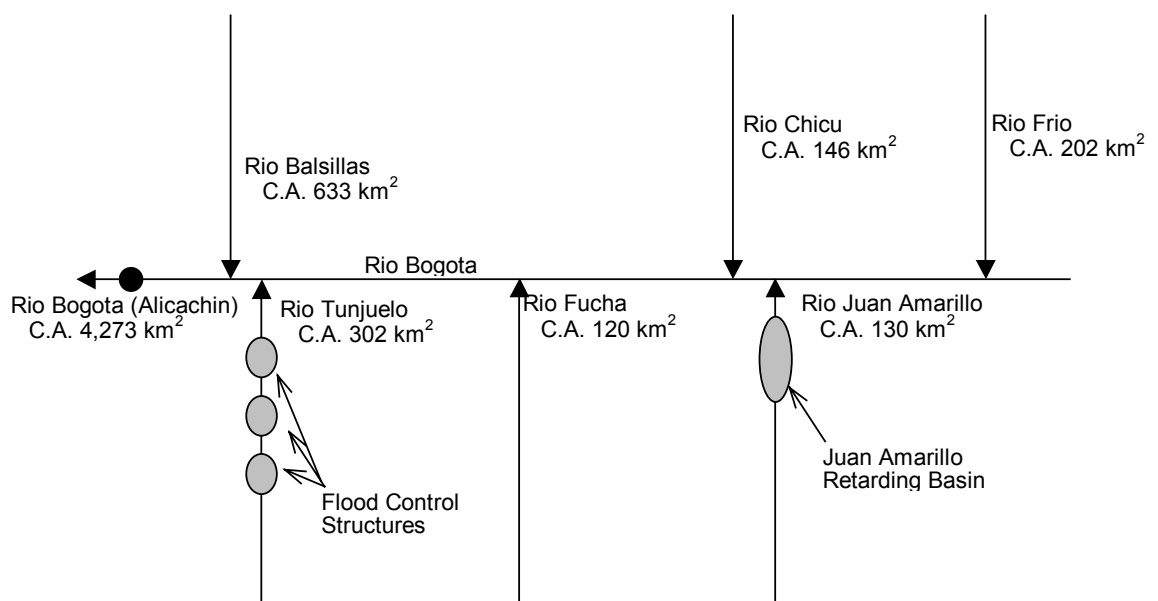 Rio Chicu
C.A. 146 km²
Rio Frio
C.A. 202 km²
Rio Balsillas
C.A. 633 km²
Rio Bogota
Rio Bogota (Alicachin)
C.A. 4,273 km²
Rio Tunjuelo
C.A. 302 km²
Rio Fucha
C.A. 120 km²
Rio Juan Amarillo
C.A. 130 km²
Juan Amarillo
Retarding Basin
Flood Control
Structures